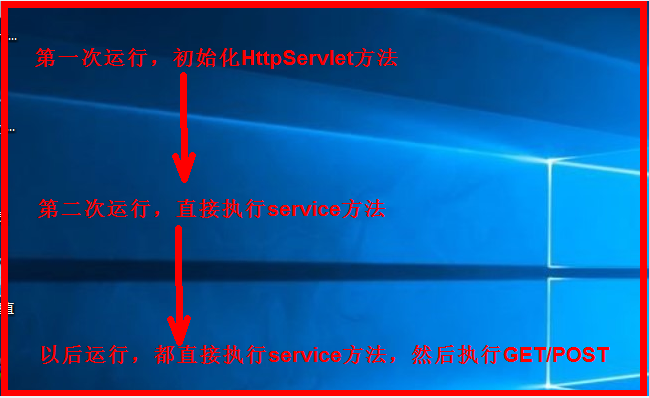 第一次运行，初始化HttpServlet方法
第二次运行，直接执行service方法
以后运行，都直接执行service方法，然后执行GET/POST